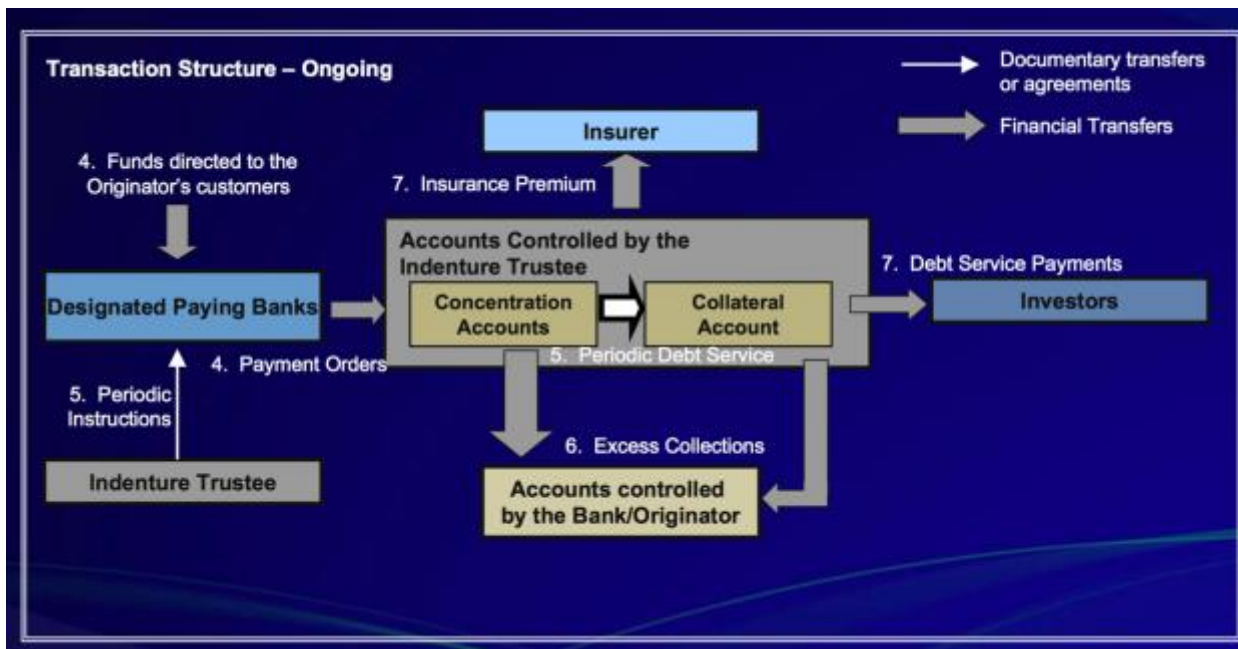 Transaction Structure – Ongoing
Documentary transfers
or agreements
Financial Transfers
Insurer
4. Funds directed to the
Originator's customers
7. Insurance Premium
Accounts Controlled by the
Indenture Trustee
7. Debt Service Payments
Designated Paying Banks
Concentration
Accounts
Collateral
Account
Investors
5. Periodic Debt Service
4. Payment Orders
5. Periodic
Instructions
6. Excess Collections
Indenture Trustee
Accounts controlled
by the Bank/Originator